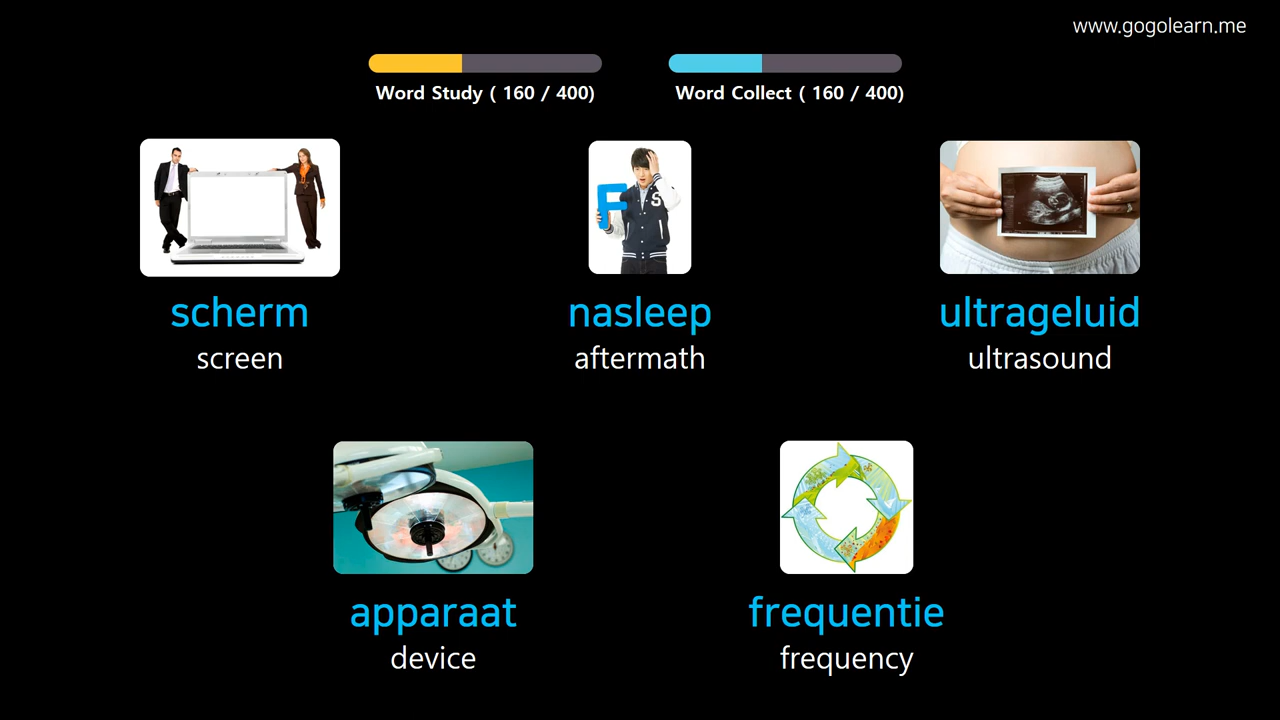 www.gogolearn.me
Word Study ( 160 / 400)
Word Collect ( 160 / 400)
F
S
scherm
screen
nasleep
aftermath
ultrageluid
ultrasound
apparaat
device
frequentie
frequency